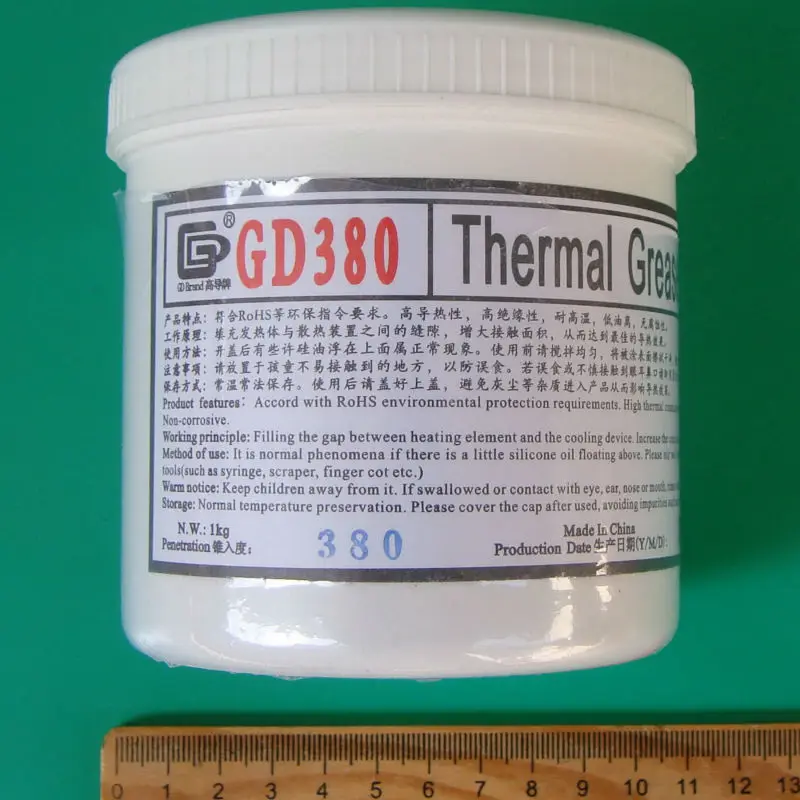 GD®
GD Brand 高导牌
GD380
Thermal Greas
产品特点：符合RoHS等环保指令要求。高导热性，高绝缘性，耐高温，低油离，无腐蚀性。
工作原理：填充发热体与散热装置之间的缝隙，增大接触面积，从而达到最佳的导热效果。
使用方法：开盖后有些许硅油浮在上面属正常现象。使用前请搅拌均匀，将被涂表面擦拭干净
注意事项：请放置于孩童不易接触到的地方，以防误食。若误食或不慎接触到眼耳鼻口
保存方式：常温常法保存。使用后请盖好上盖，避免灰尘等杂质进入产品从而影响导热效果。
Product features: Accord with RoHS environmental protection requirements. High thermal
Non-corrosive.
Working principle: Filling the gap between heating element and the cooling device. Increase the
Method of use: It is normal phenomena if there is a little silicone oil floating above. Please
tools(such as syringe, scraper, finger cot etc.)
Warm notice: Keep children away from it. If swallowed or contact with eye, ear, nose or mouth,
Storage: Normal temperature preservation. Please cover the cap after used, avoiding impurities
N.W.: 1kg
Made In China
Penetration 锥入度: 380
Production Date 生产日期(Y/M/D):
0 1 2 3 4 5 6 7 8 9 10 11 12 13